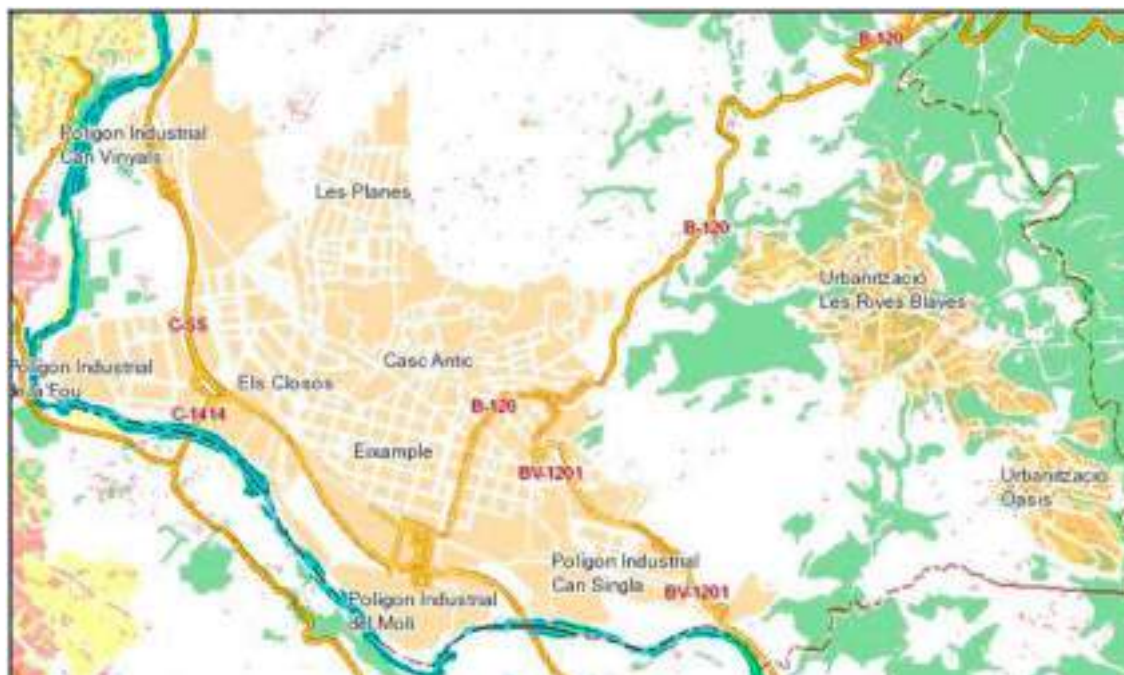 B-120
Polígon Industrial
Can Vinyals
Les Planes
B-120
Urbanització
Les Rives Blaves
C-55
Casc Antic
Polígon Industrial
de la Fou
Els Closos
C-1414
B-120
Eixample
BV-1201
Urbanització
Oasis
Polígon Industrial
Can Singla
BV-1201
Polígon Industrial
del Molí